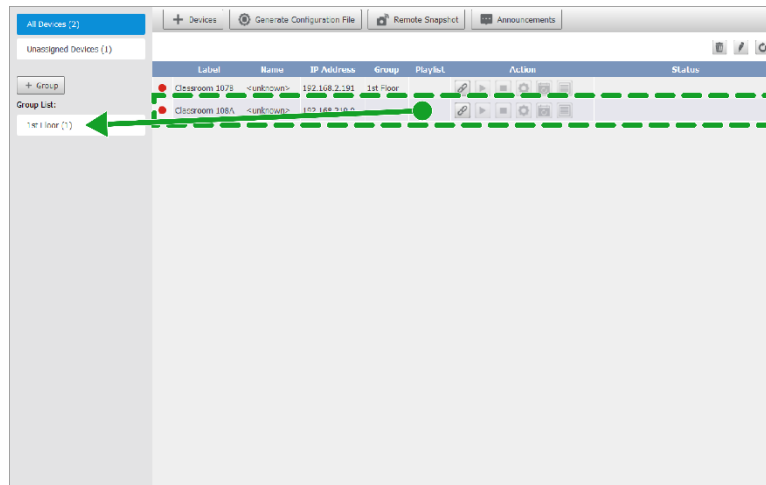 All Devices (2)
+ Devices
Generate Configuration File
Remote Snapshot
Announcements
Unassigned Devices (1)
Label Name IP Address Group Playlist Action Status
+ Group
Classroom 107B <unknown> 192.168.2.191 1st Floor
Group List:
Classroom 108A <unknown>
1st Floor (1)